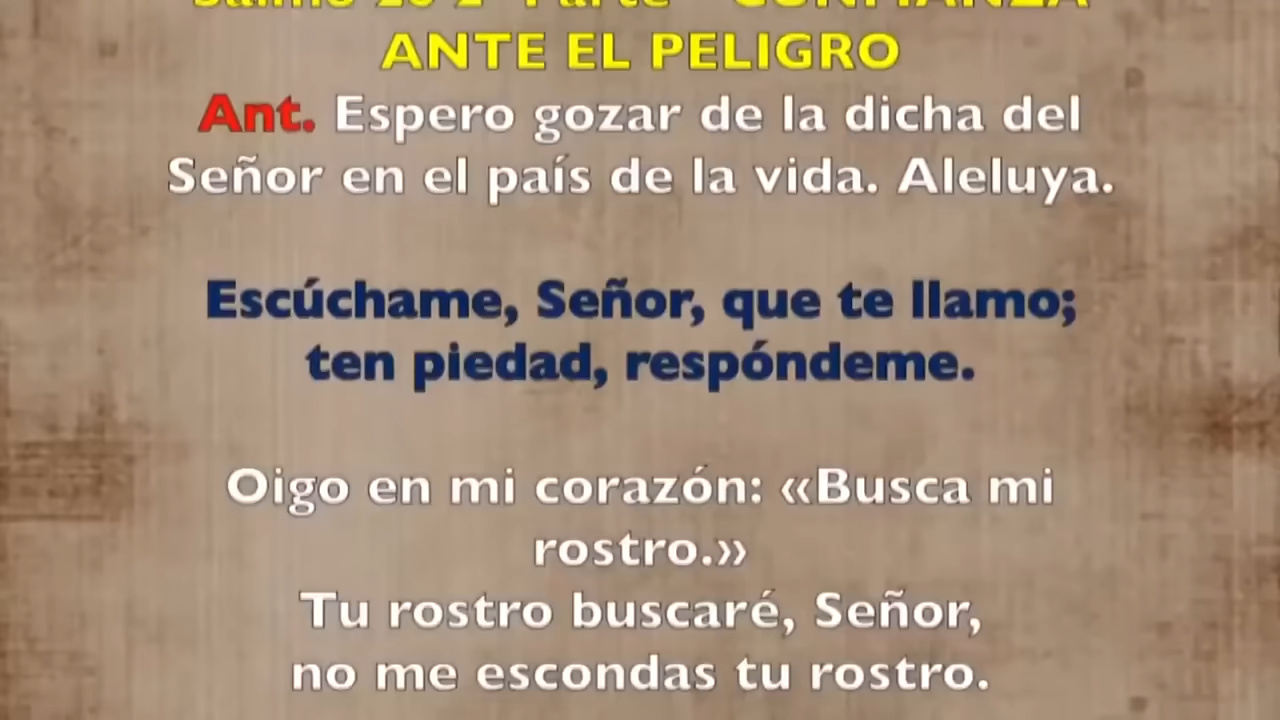 Salmo 26 2ª Parte - CONFIANZA
ANTE EL PELIGRO
Ant. Espero gozar de la dicha del
Señor en el país de la vida. Aleluya.
Escúchame, Señor, que te llamo;
ten piedad, respóndeme.
Oigo en mi corazón: «Busca mi
rostro.»
Tu rostro buscaré, Señor,
no me escondas tu rostro.